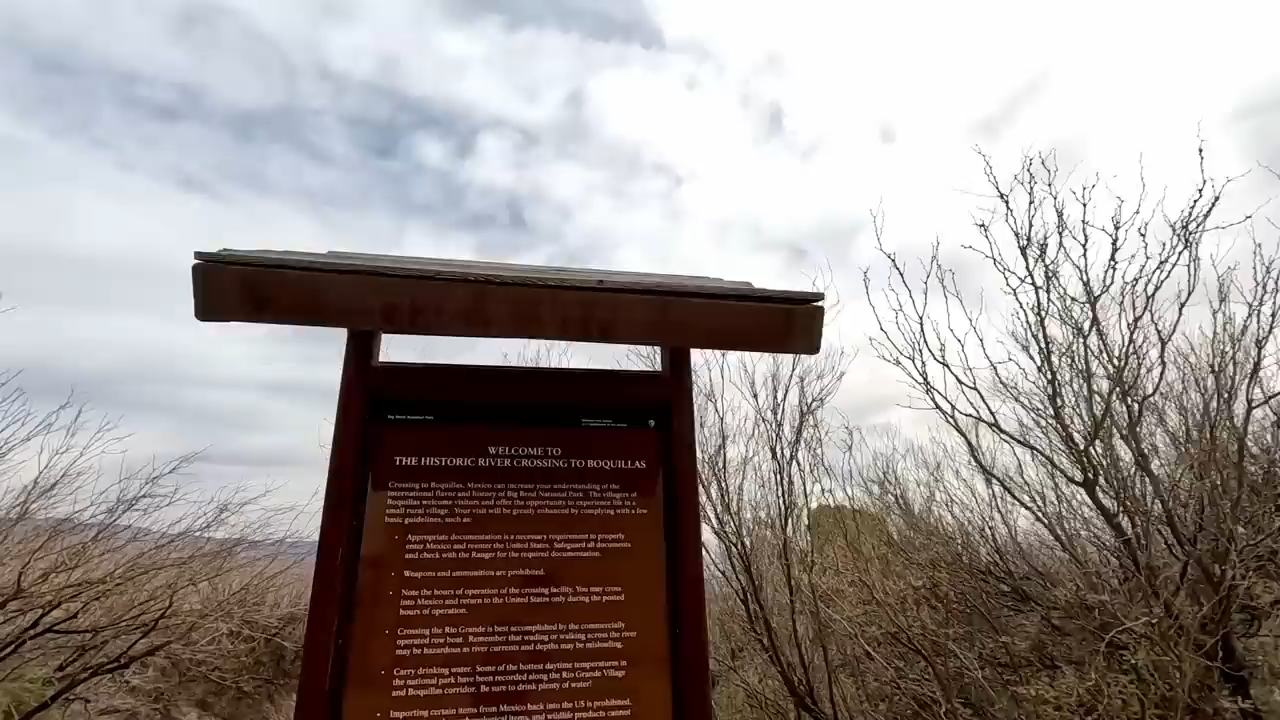 Big Bend National Park
WELCOME TO
THE HISTORIC RIVER CROSSING TO BOQUILLAS
Crossing to Boquillas, Mexico can increase your understanding of the
international flavor and history of Big Bend National Park. The villagers of
Boquillas welcome visitors and offer the opportunity to experience life in a
small rural village. Your visit will be greatly enhanced by complying with a few
basic guidelines, such as:
• Appropriate documentation is a necessary requirement to properly
enter Mexico and reenter the United States. Safeguard all documents
and check with the Ranger for the required documentation.
• Weapons and ammunition are prohibited.
• Note the hours of operation of the crossing facility. You may cross
into Mexico and return to the United States only during the posted
hours of operation.
• Crossing the Rio Grande is best accomplished by the commercially
operated row boat. Remember that wading or walking across the river
may be hazardous as river currents and depths may be misleading.
• Carry drinking water. Some of the hottest daytime temperatures in
the national park have been recorded along the Rio Grande Village
and Boquillas corridor. Be sure to drink plenty of water!
• Importing certain items from Mexico back into the US is prohibited.
items, and wildlife products cannot